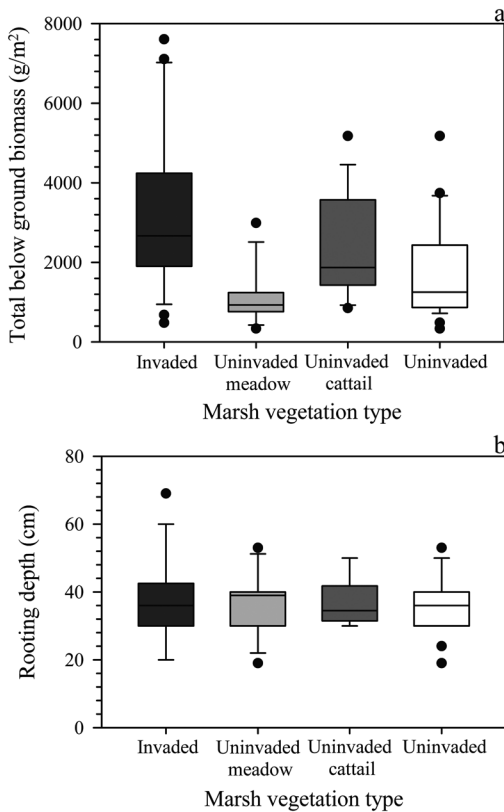 a
Total below ground biomass (g/m²)
8000
6000
4000
2000
0
Invaded
Uninvaded
meadow
Uninvaded
cattail
Uninvaded
Marsh vegetation type
b
Rooting depth (cm)
80
60
40
20
0
Invaded
Uninvaded
meadow
Uninvaded
cattail
Uninvaded
Marsh vegetation type